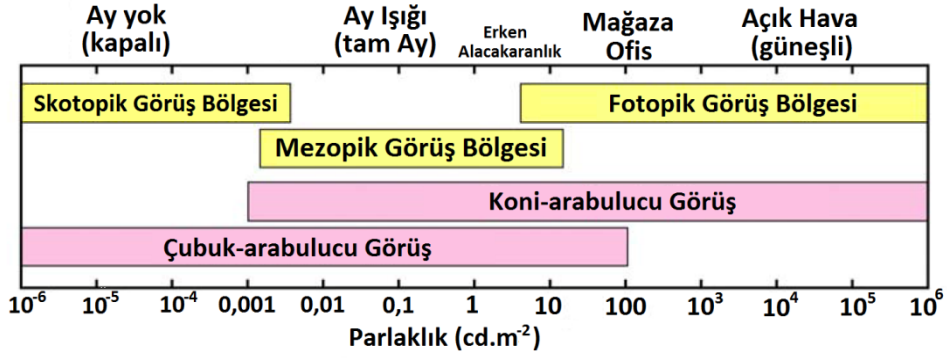 Ay yok
(kapalı)
Ay Işığı
(tam Ay)
Erken
Alacakaranlık
Mağaza
Ofis
Açık Hava
(güneşli)
Skotopik Görüş Bölgesi
Fotopik Görüş Bölgesi
Mezopik Görüş Bölgesi
Koni-arabulucu Görüş
Çubuk-arabulucu Görüş
10⁻⁶ 10⁻⁵ 10⁻⁴ 0,001 0,01 0,1 1 10 100 10³ 10⁴ 10⁵ 10⁶
Parlaklık (cd.m⁻²)